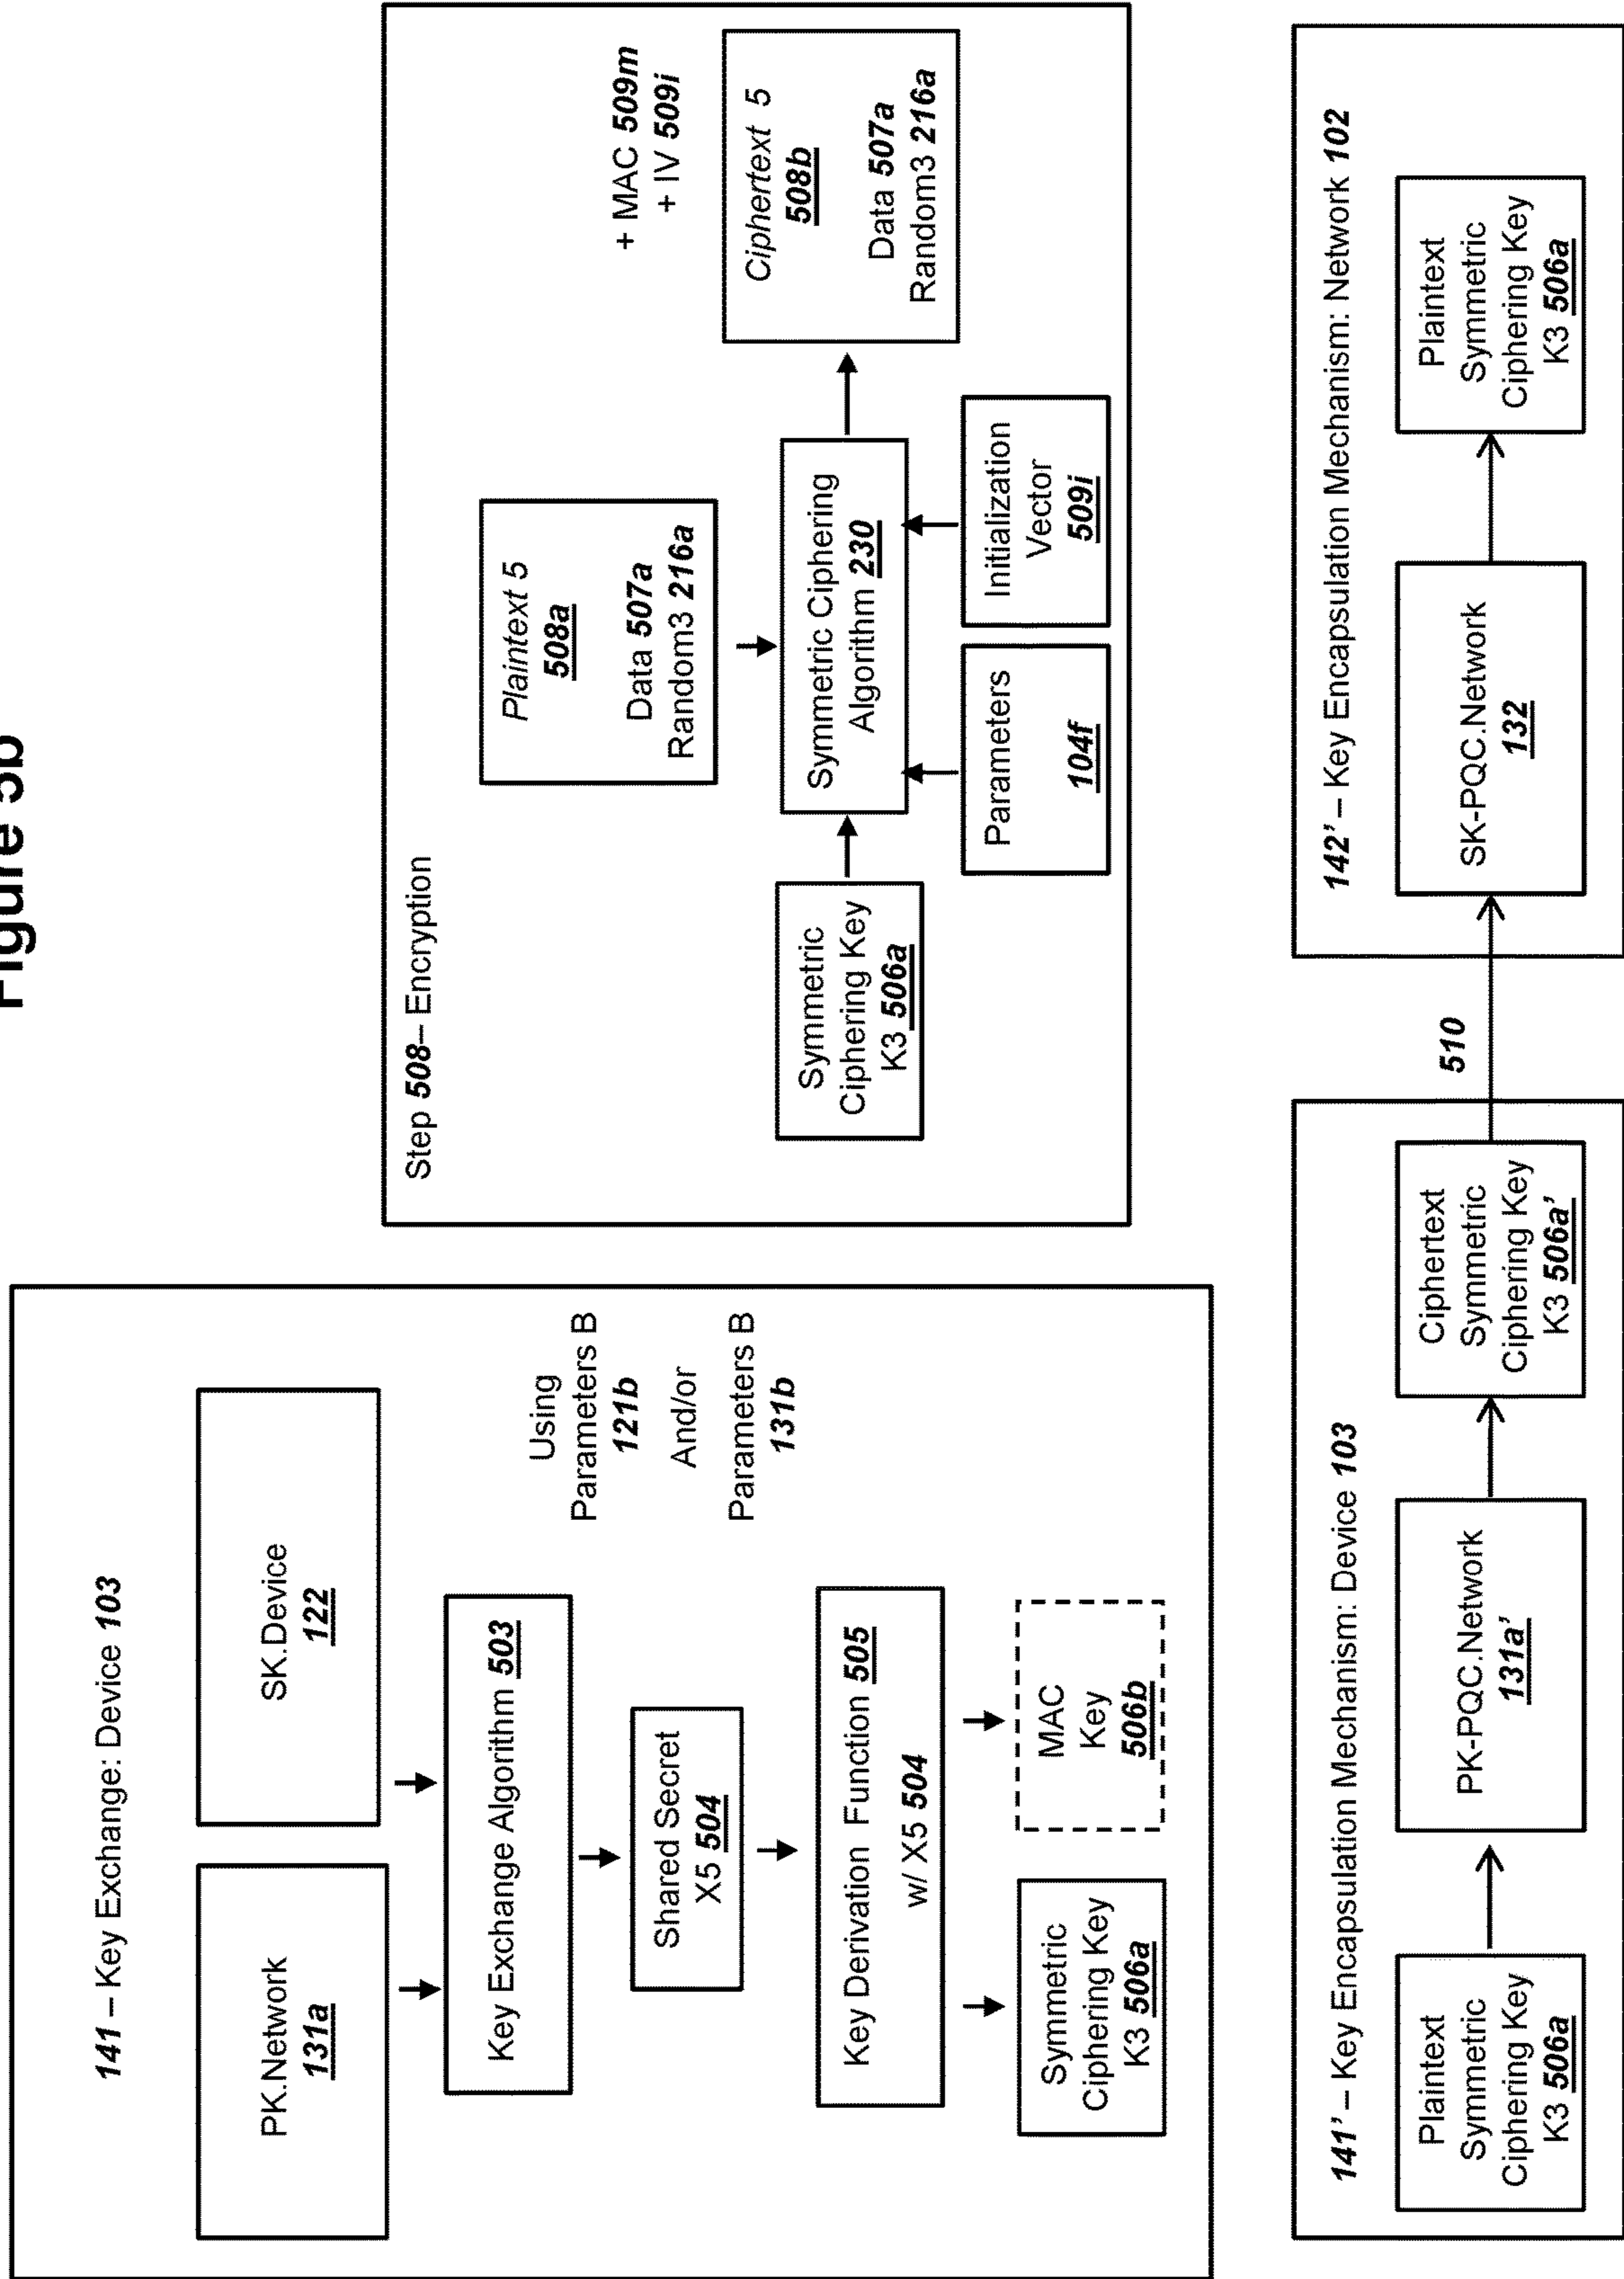 Figure 5b
141 – Key Exchange: Device 103
PK.Network
131a
SK.Device
122
Key Exchange Algorithm 503
Shared Secret
X5 504
Key Derivation Function 505
w/ X5 504
Symmetric
Ciphering Key
K3 506a
MAC
Key
506b
Using
Parameters B
121b
And/or
Parameters B
131b
Step 508– Encryption
Plaintext 5
508a
Data 507a
Random3 216a
Symmetric
Ciphering Key
K3 506a
Symmetric Ciphering
Algorithm 230
Parameters
104f
Initialization
Vector
509i
+ MAC 509m
+ IV 509i
Ciphertext 5
508b
Data 507a
Random3 216a
141’ – Key Encapsulation Mechanism: Device 103
Plaintext
Symmetric
Ciphering Key
K3 506a
PK-PQC.Network
131a’
Ciphertext
Symmetric
Ciphering Key
K3 506a’
510
142’ – Key Encapsulation Mechanism: Network 102
SK-PQC.Network
132
Plaintext
Symmetric
Ciphering Key
K3 506a